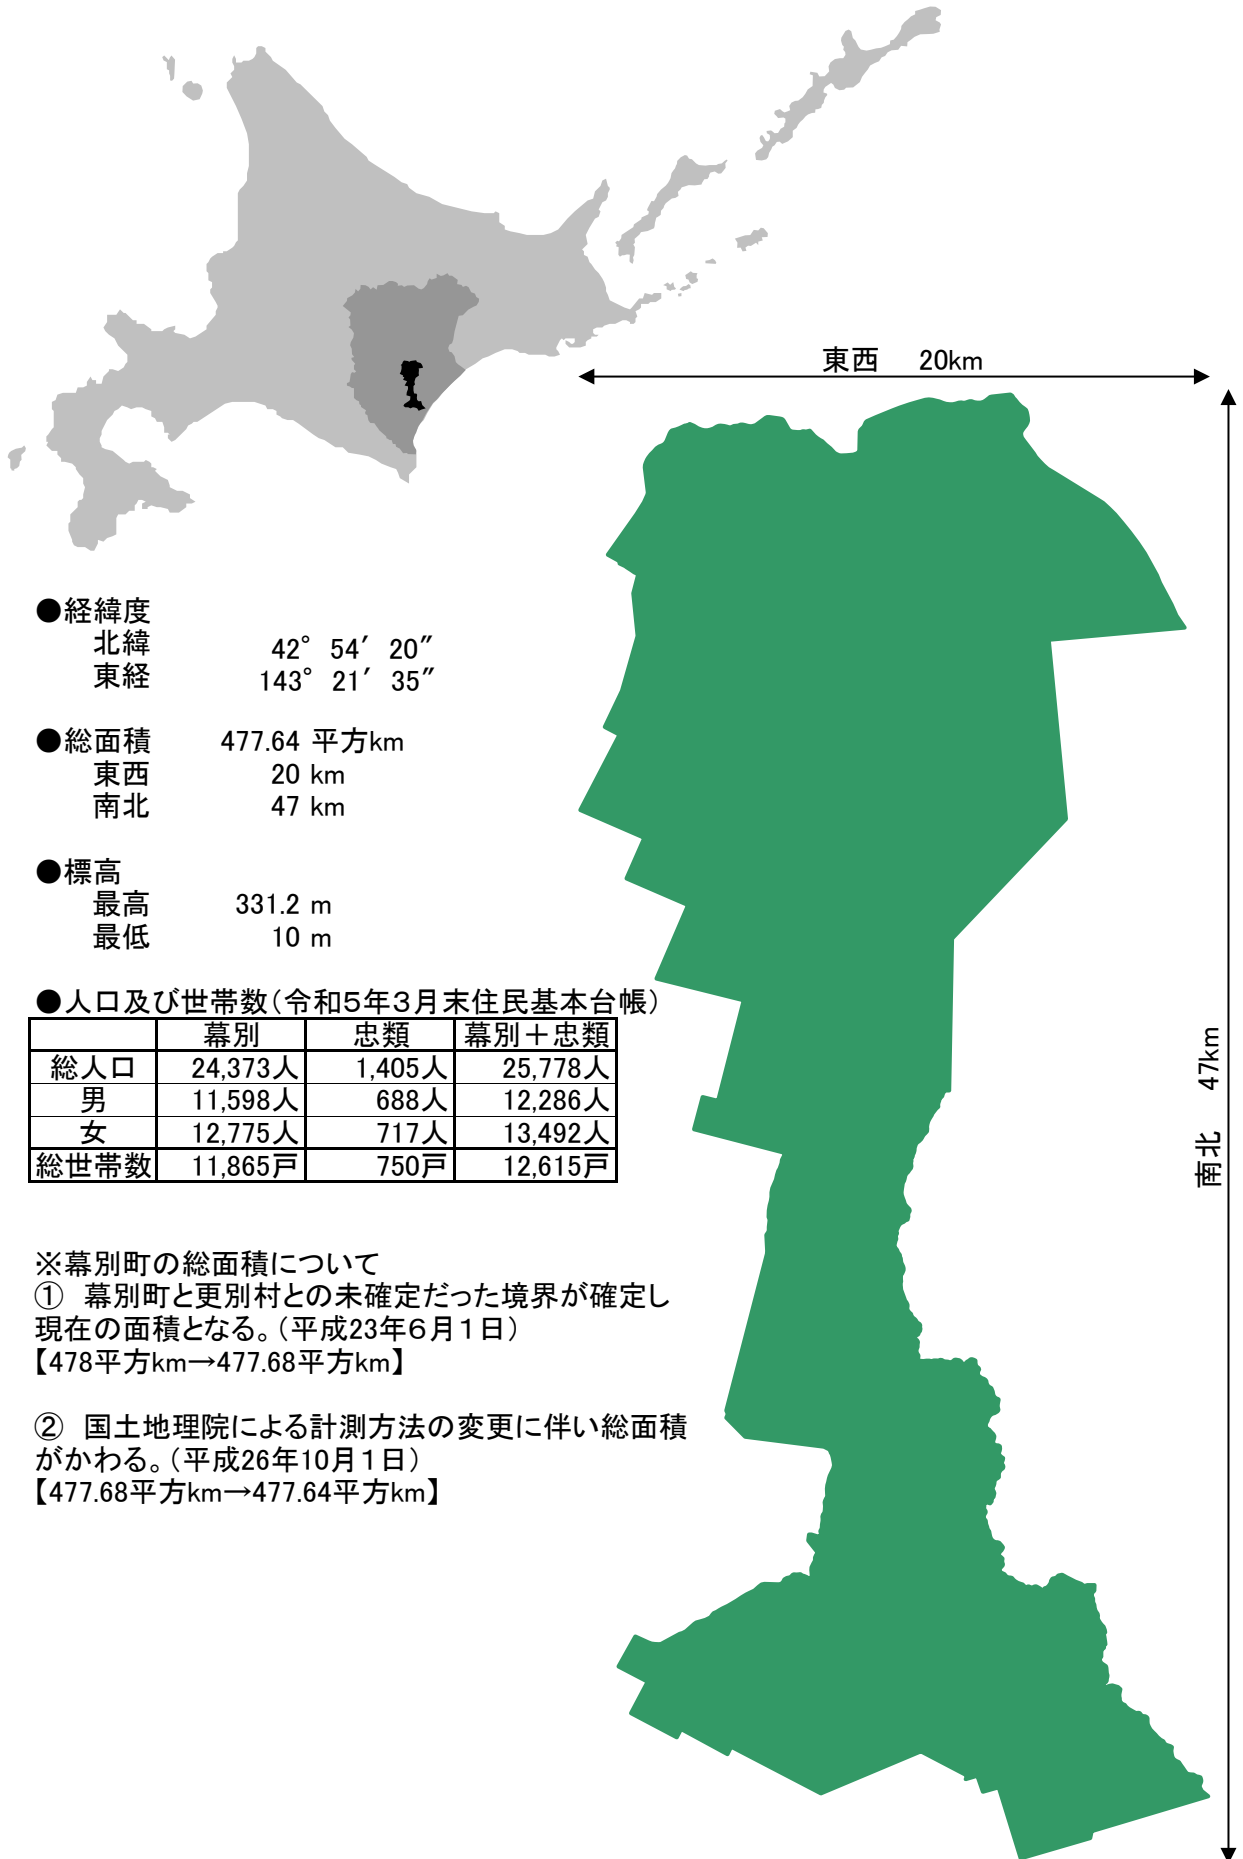 東西　20km
●経緯度
北緯　42°　54′　20″
東経　143°　21′　35″
●総面積　477.64 平方km
東西　20 km
南北　47 km
●標高
最高　331.2 m
最低　10 m
●人口及び世帯数（令和５年３月末住民基本台帳）
幕別　忠類　幕別＋忠類
総人口　24,373人　1,405人　25,778人
男　11,598人　688人　12,286人
女　12,775人　717人　13,492人
総世帯数　11,865戸　750戸　12,615戸
南北　47km
※幕別町の総面積について
①　幕別町と更別村との未確定だった境界が確定し
現在の面積となる。（平成23年６月１日）
【478平方km→477.68平方km】
②　国土地理院による計測方法の変更に伴い総面積
がかわる。（平成26年10月１日）
【477.68平方km→477.64平方km】